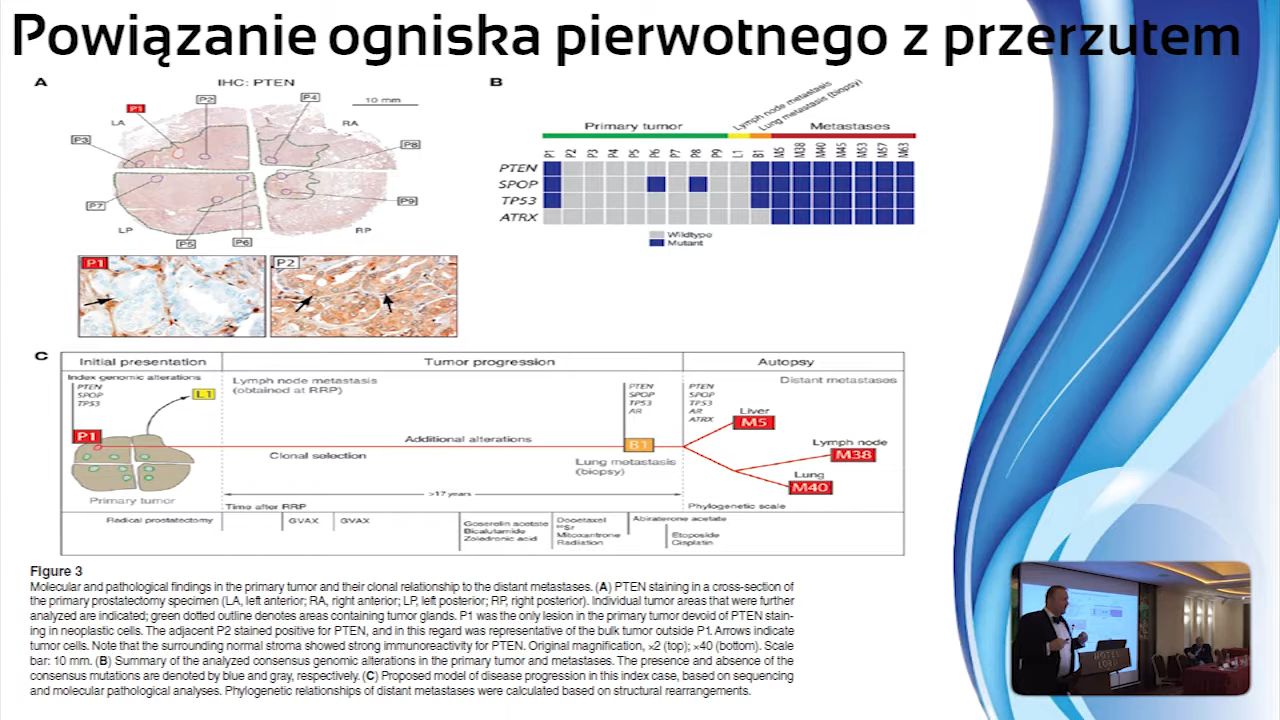 Powiązanie ogniska pierwotnego z przerzutem
A
IHC: PTEN
P1
P2
P4
10 mm
LA
RA
P3
P8
P7
P9
LP
RP
P5
P6
P1
P2
B
Lymph node metastasis
Lung metastasis (biopsy)
Primary tumor
Metastases
P1 P2 P3 P4 P5 P6 P7 P8 P9 L1 B1 M5 M38 M40 M45 M53 M57 M63
PTEN
SPOP
TP53
ATRX
Wildtype
Mutant
C
Initial presentation
Tumor progression
Autopsy
Index genomic alterations
PTEN
SPOP
TP53
L1
Lymph node metastasis
(obtained at RRP)
PTEN
SPOP
TP53
AR
PTEN
SPOP
TP53
AR
ATRX
Distant metastases
Liver
M5
P1
Additional alterations
B1
Lymph node
M38
Clonal selection
Lung metastasis
(biopsy)
Lung
M40
Primary tumor
>17 years
Time after RRP
Phylogenetic scale
Radical prostatectomy
GVAX
GVAX
Goserelin acetate
Bicalutamide
Zoledronic acid
Docetaxel
Mitoxantrone
Radiation
Abiraterone acetate
Etoposide
Cisplatin
Figure 3
Molecular and pathological findings in the primary tumor and their clonal relationship to the distant metastases. (A) PTEN staining in a cross-section of
the primary prostatectomy specimen (LA, left anterior; RA, right anterior; LP, left posterior; RP, right posterior). Individual tumor areas that were further
analyzed are indicated; green dotted outline denotes areas containing tumor glands. P1 was the only lesion in the primary tumor devoid of PTEN stain-
ing in neoplastic cells. The adjacent P2 stained positive for PTEN, and in this regard was representative of the bulk tumor outside P1. Arrows indicate
tumor cells. Note that the surrounding normal stroma showed strong immunoreactivity for PTEN. Original magnification, ×2 (top); ×40 (bottom). Scale
bar: 10 mm. (B) Summary of the analyzed consensus genomic alterations in the primary tumor and metastases. The presence and absence of the
consensus mutations are denoted by blue and gray, respectively. (C) Proposed model of disease progression in this index case, based on sequencing
and molecular pathological analyses. Phylogenetic relationships of distant metastases were calculated based on structural rearrangements.
HOTEL